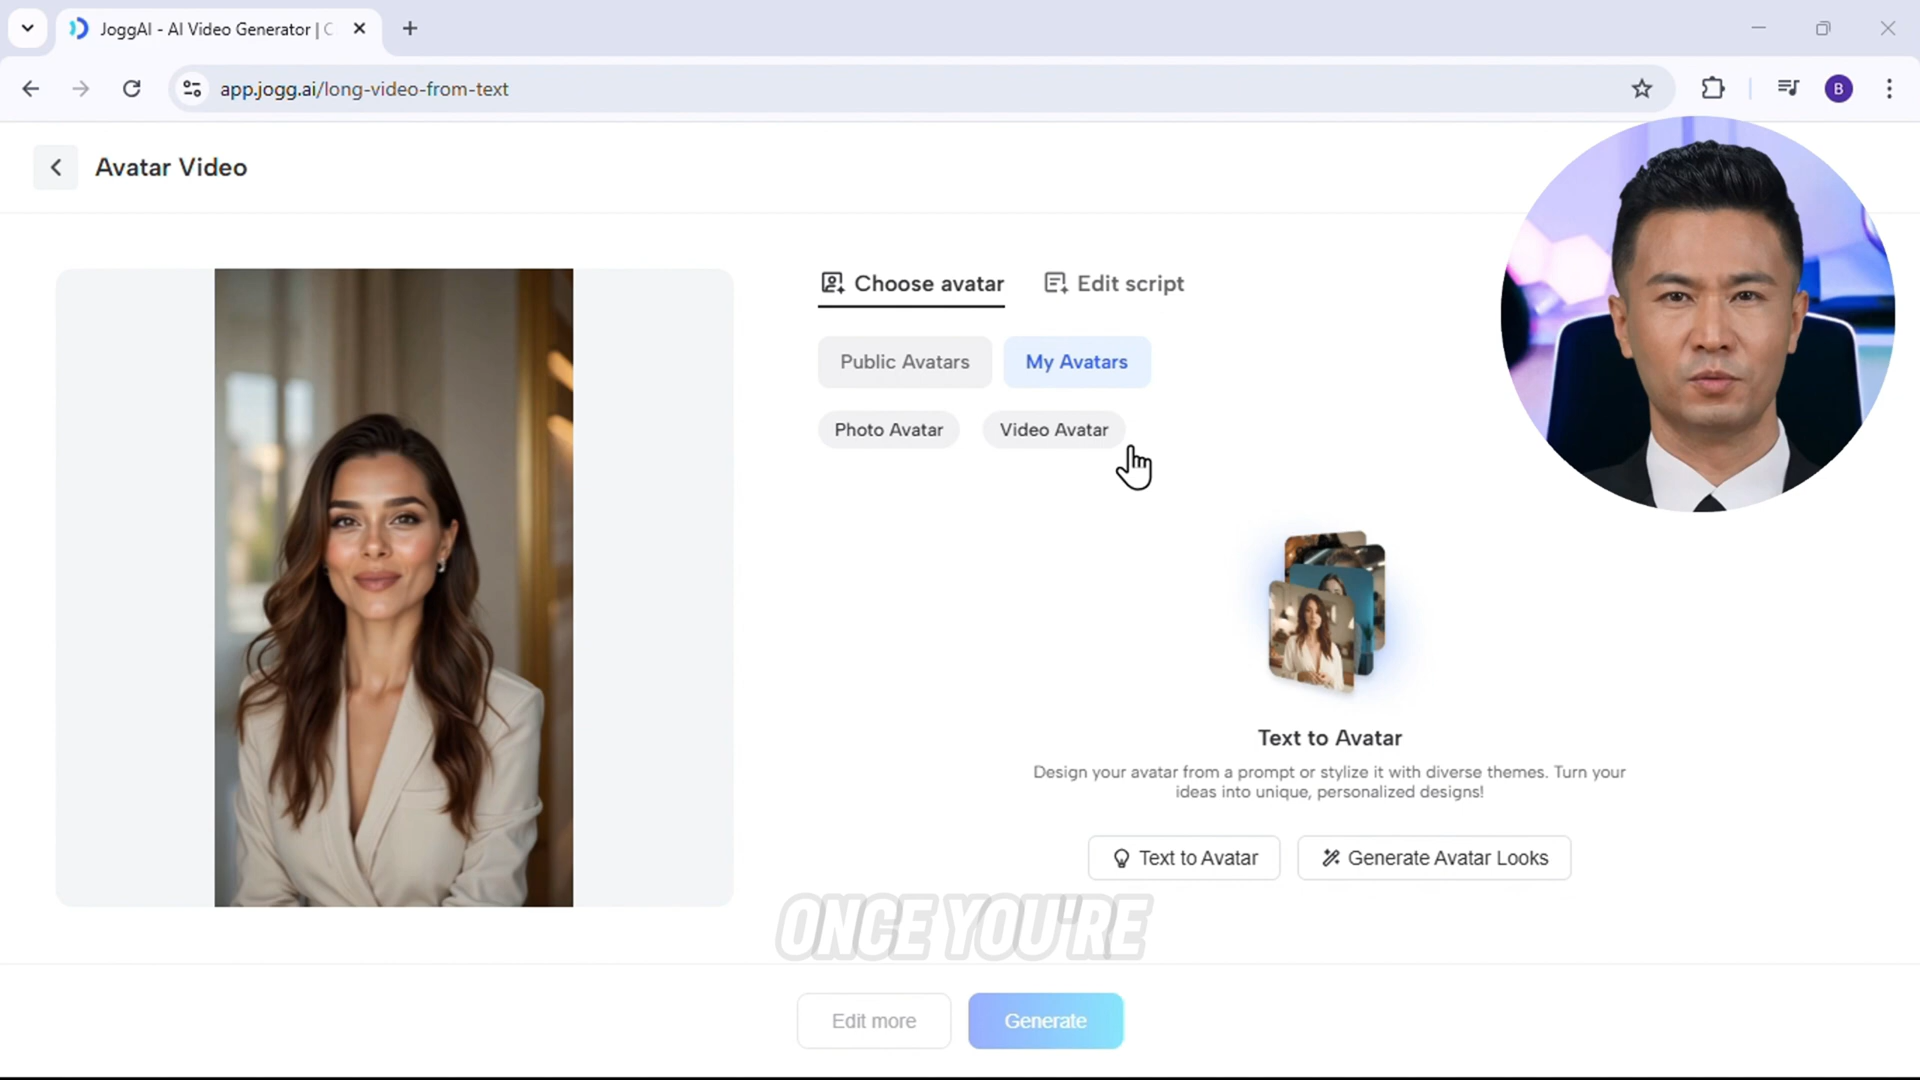 JoggAI - AI Video Generator | C
app.jogg.ai/long-video-from-text
B
Avatar Video
Choose avatar
Edit script
Public Avatars
My Avatars
Photo Avatar
Video Avatar
Text to Avatar
Design your avatar from a prompt or stylize it with diverse themes. Turn your
ideas into unique, personalized designs!
Text to Avatar
Generate Avatar Looks
ONCE YOU'RE
Edit more
Generate